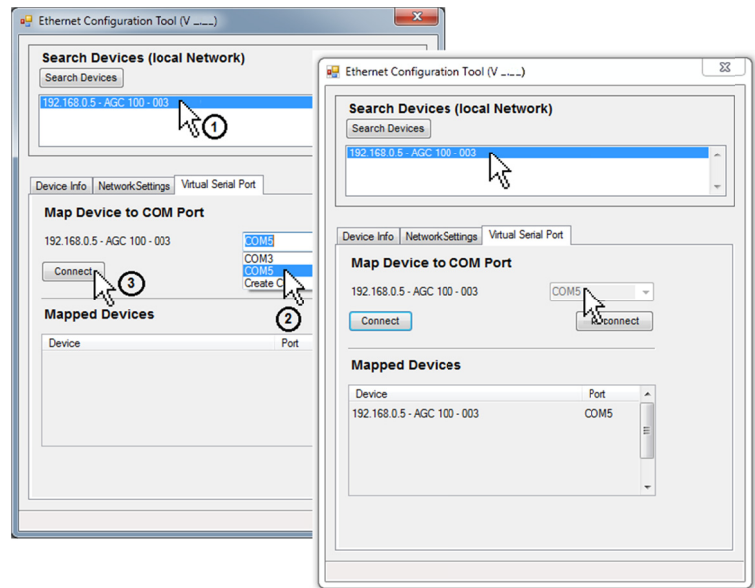 Ethernet Configuration Tool (V _.__)
Search Devices (local Network)
Search Devices
192.168.0.5 - AGC 100 - 003
1
Device Info NetworkSettings Virtual Serial Port
Map Device to COM Port
192.168.0.5 - AGC 100 - 003 COM5
COM3
COM5
Connect
3
2
Mapped Devices
Device Port
Ethernet Configuration Tool (V _.__)
Search Devices (local Network)
Search Devices
192.168.0.5 - AGC 100 - 003
Device Info NetworkSettings Virtual Serial Port
Map Device to COM Port
192.168.0.5 - AGC 100 - 003 COM5
Connect
Mapped Devices
Device Port
192.168.0.5 - AGC 100 - 003 COM5